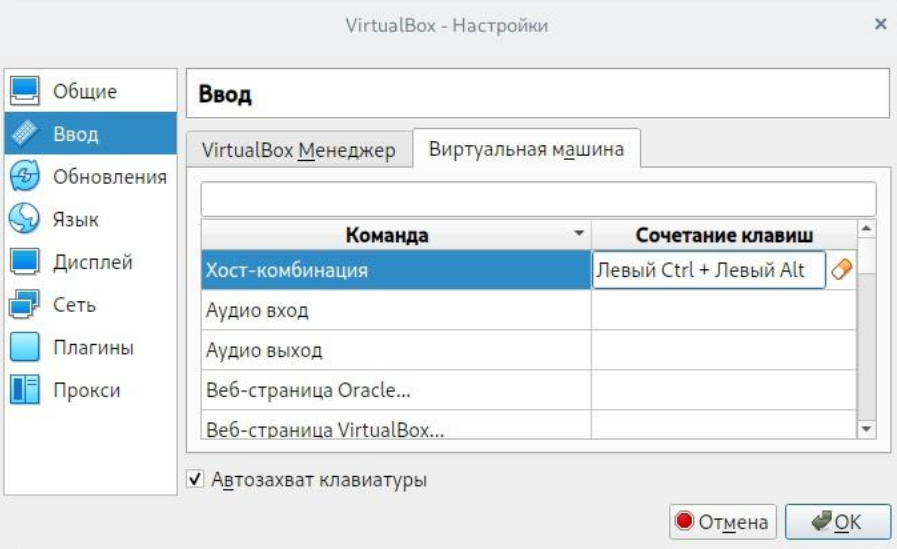 VirtualBox - Настройки
Общие
Ввод
Обновления
Язык
Дисплей
Сеть
Плагины
Прокси
Ввод
VirtualBox Менеджер
Виртуальная машина
Команда
Сочетание клавиш
Хост-комбинация
Левый Ctrl + Левый Alt
Аудио вход
Аудио выход
Веб-страница Oracle...
Веб-страница VirtualBox...
Автозахват клавиатуры
Отмена
OK